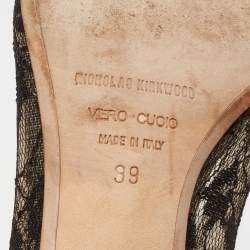 NICHOLAS KIRKWOOD
VERO CUOIO
MADE IN ITALY
39